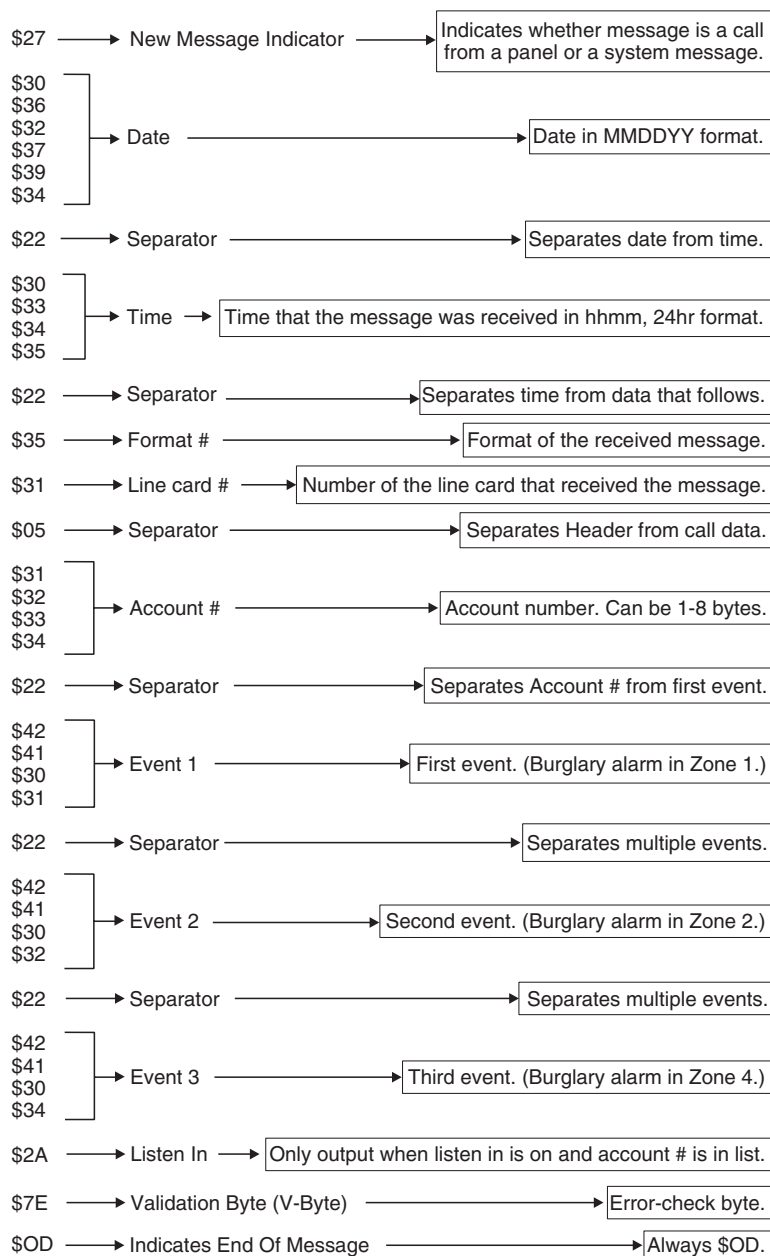 $27 New Message Indicator Indicates whether message is a call
from a panel or a system message.
$30
$36
$32
$37
$39
$34
Date Date in MMDDYY format.
$22 Separator Separates date from time.
$30
$33
$34
$35
Time Time that the message was received in hhmm, 24hr format.
$22 Separator Separates time from data that follows.
$35 Format # Format of the received message.
$31 Line card # Number of the line card that received the message.
$05 Separator Separates Header from call data.
$31
$32
$33
$34
Account # Account number. Can be 1-8 bytes.
$22 Separator Separates Account # from first event.
$42
$41
$30
$31
Event 1 First event. (Burglary alarm in Zone 1.)
$22 Separator Separates multiple events.
$42
$41
$30
$32
Event 2 Second event. (Burglary alarm in Zone 2.)
$22 Separator Separates multiple events.
$42
$41
$30
$34
Event 3 Third event. (Burglary alarm in Zone 4.)
$2A Listen In Only output when listen in is on and account # is in list.
$7E Validation Byte (V-Byte) Error-check byte.
$OD Indicates End Of Message Always $OD.